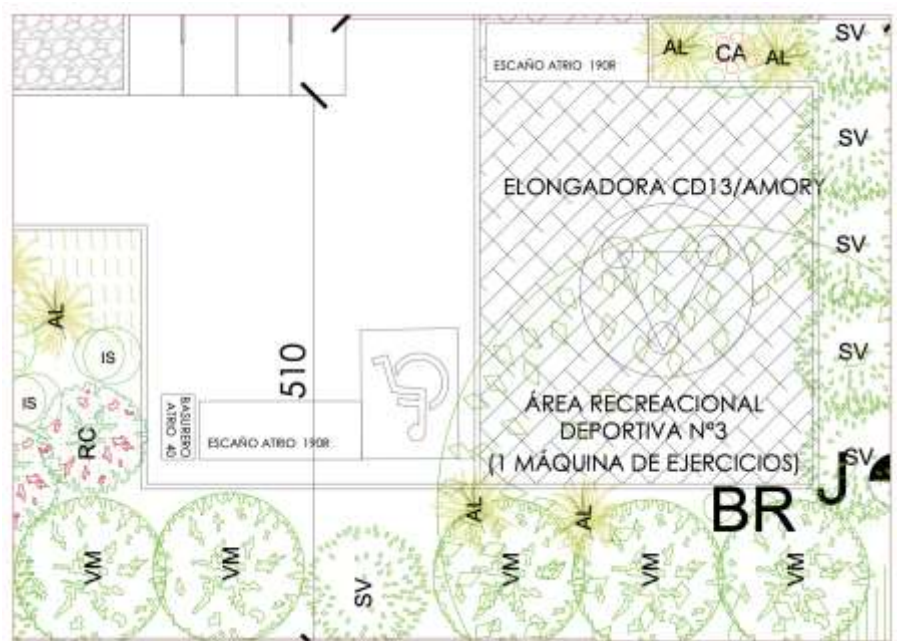 SV
AL CA AL
ESCAÑO ATRIO 190R
SV
ELONGADORA CD13/AMORY
SV
AL
IS
SV
510
IS
RC
BASURERO
ATRIO 40
ESCAÑO ATRIO 190R
ÁREA RECREACIONAL
DEPORTIVA Nª3
(1 MÁQUINA DE EJERCICIOS)
SV
AL
AL
BR
J
VM
VM
SV
VM
VM
VM